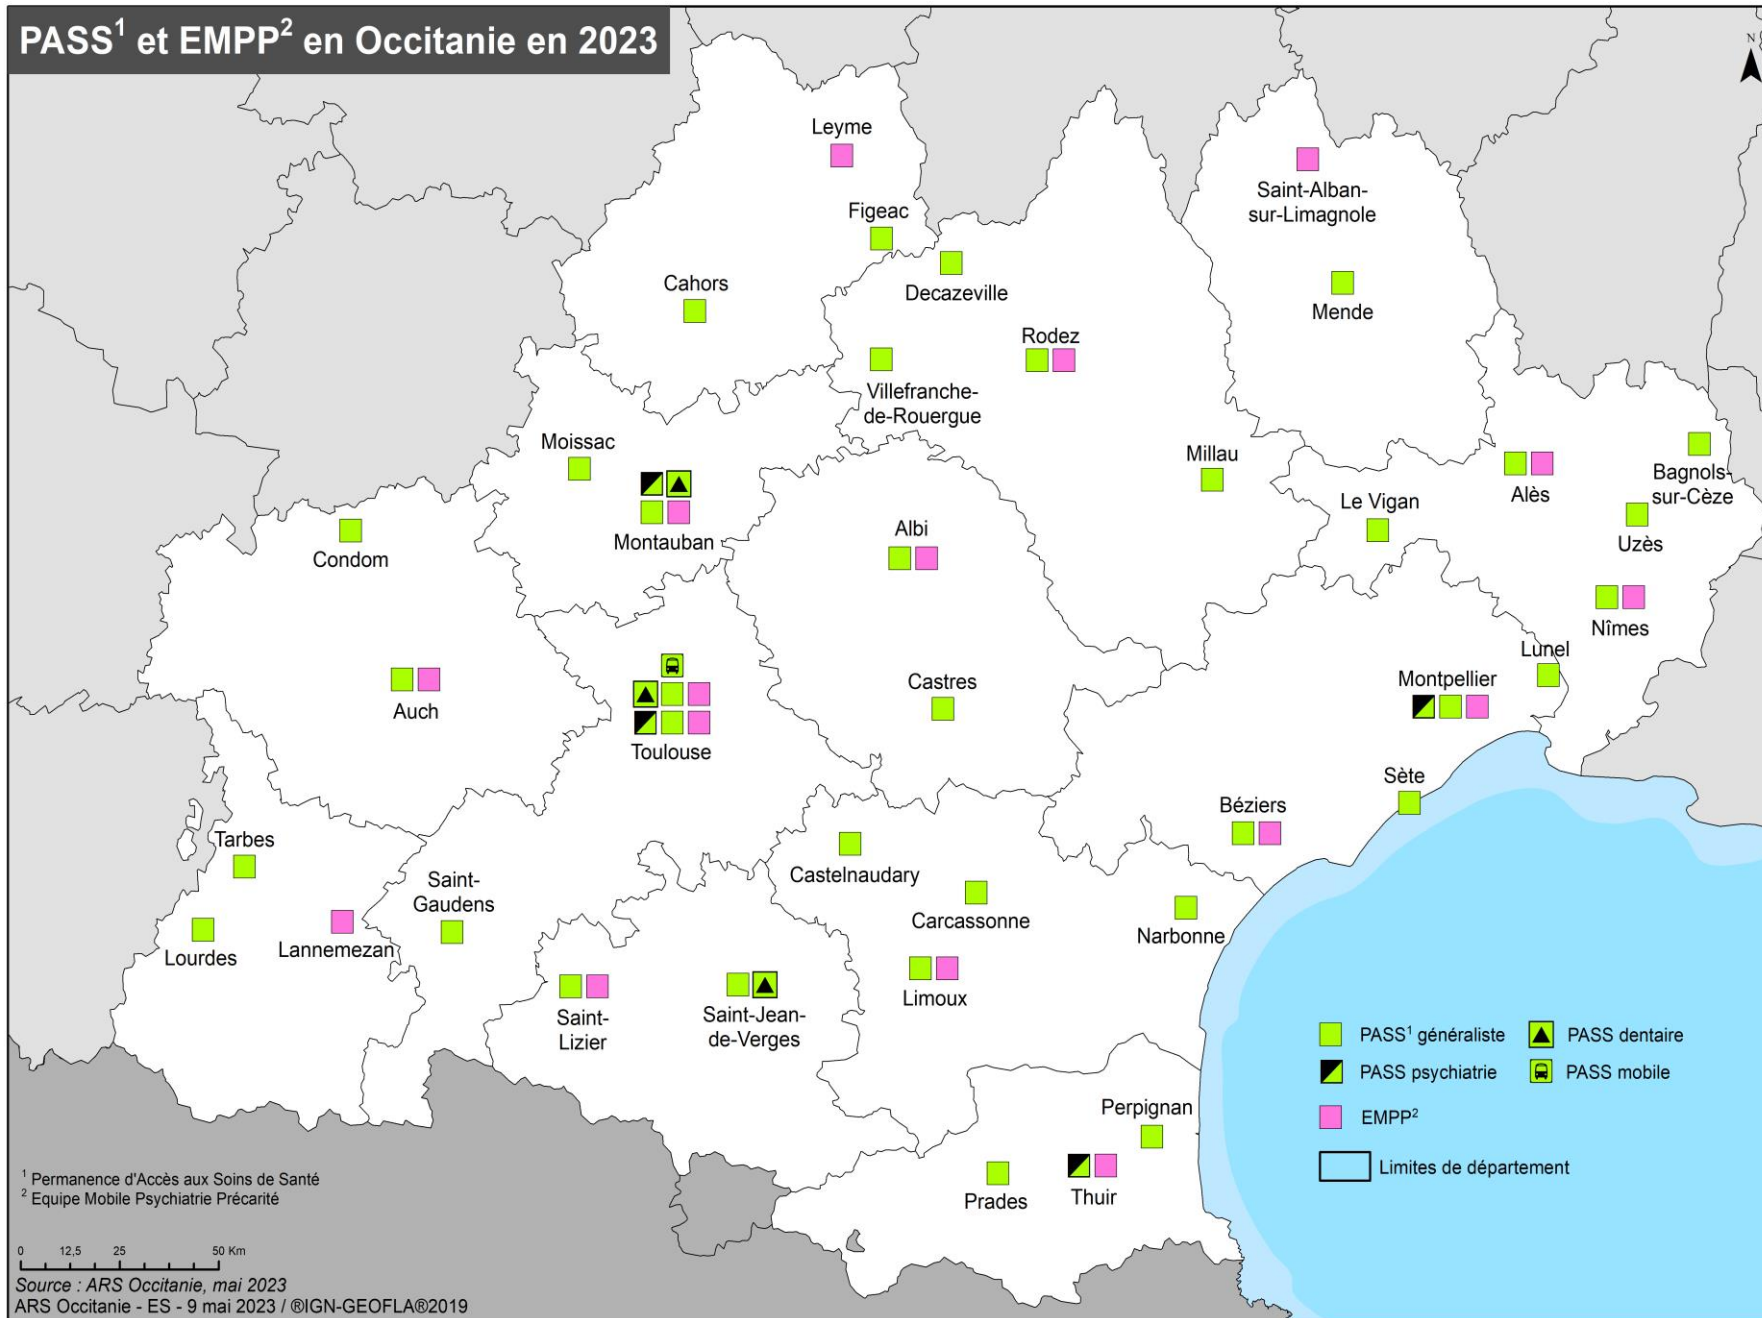 PASS¹ et EMPP² en Occitanie en 2023
N
Leyme
Saint-Alban-
sur-Limagnole
Figeac
Cahors
Decazeville
Mende
Rodez
Villefranche-
de-Rouergue
Moissac
Millau
Bagnols-
sur-Cèze
Alès
Le Vigan
Uzès
Condom
Montauban
Albi
Nîmes
Lunel
Auch
Castres
Montpellier
Toulouse
Sète
Béziers
Tarbes
Castelnaudary
Saint-
Gaudens
Carcassonne
Narbonne
Lourdes
Lannemezan
Limoux
Saint-
Lizier
Saint-Jean-
de-Verges
Perpignan
Prades
Thuir
PASS¹ généraliste
PASS dentaire
PASS psychiatrie
PASS mobile
EMPP²
Limites de département
¹ Permanence d'Accès aux Soins de Santé
² Equipe Mobile Psychiatrie Précarité
0 12,5 25 50 Km
Source : ARS Occitanie, mai 2023
ARS Occitanie - ES - 9 mai 2023 / ®IGN-GEOFLA®2019